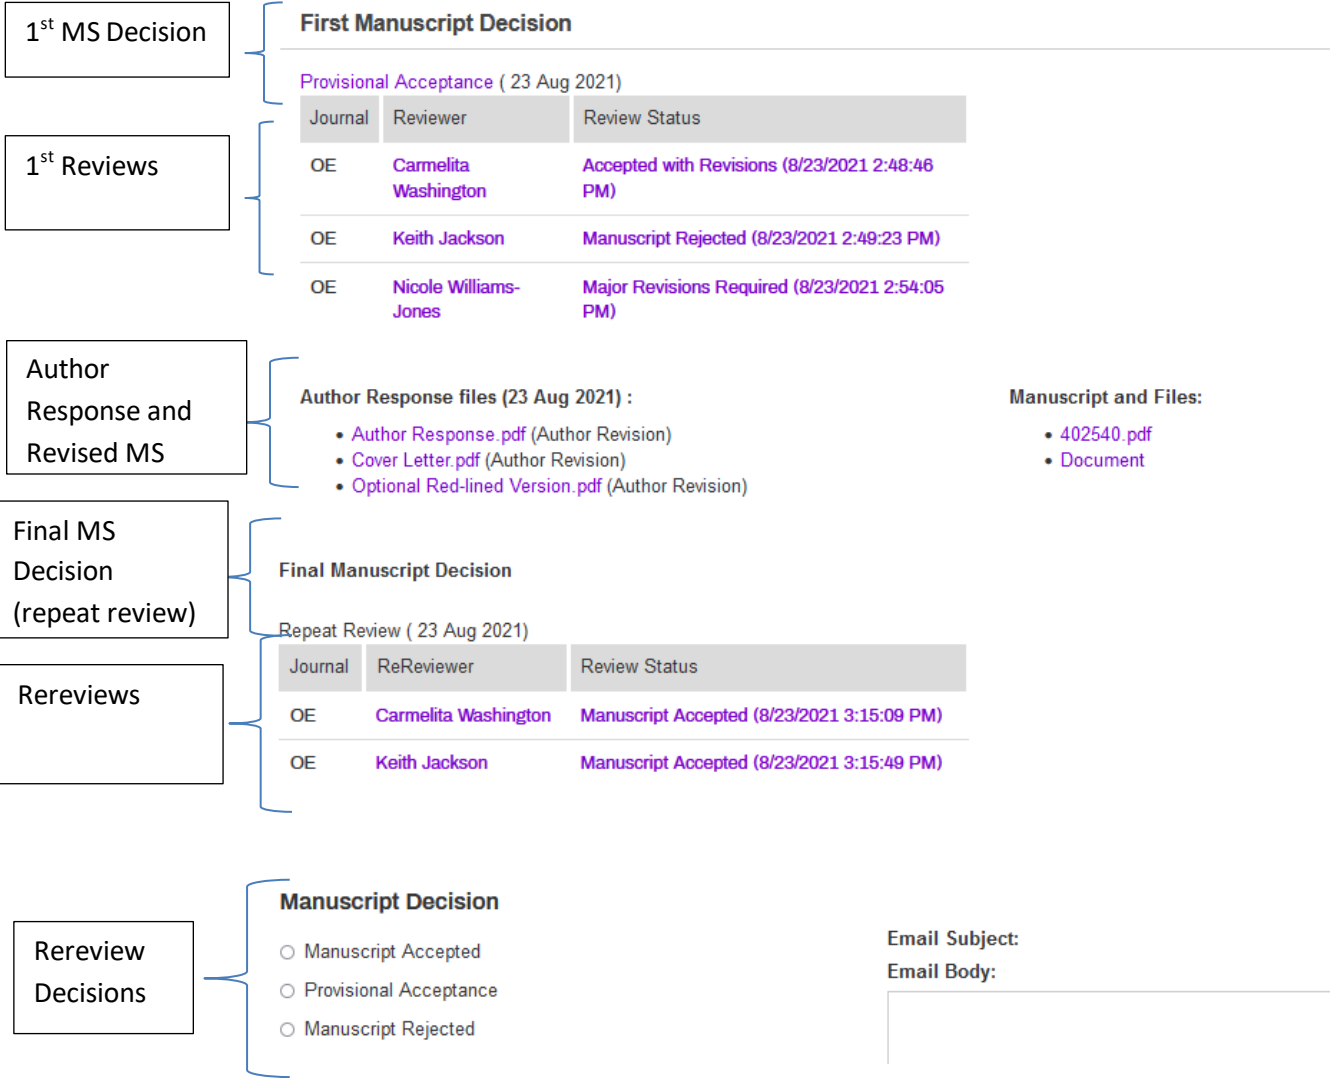 1st MS Decision
First Manuscript Decision
Provisional Acceptance ( 23 Aug 2021)
Journal Reviewer Review Status
1st Reviews
OE Carmelita Accepted with Revisions (8/23/2021 2:48:46
Washington PM)
OE Keith Jackson Manuscript Rejected (8/23/2021 2:49:23 PM)
OE Nicole Williams- Major Revisions Required (8/23/2021 2:54:05
Jones PM)
Author
Response and
Revised MS
Author Response files (23 Aug 2021) :
• Author Response.pdf (Author Revision)
• Cover Letter.pdf (Author Revision)
• Optional Red-lined Version.pdf (Author Revision)
Manuscript and Files:
• 402540.pdf
• Document
Final MS
Decision
(repeat review)
Final Manuscript Decision
Repeat Review ( 23 Aug 2021)
Journal ReReviewer Review Status
Rereviews
OE Carmelita Washington Manuscript Accepted (8/23/2021 3:15:09 PM)
OE Keith Jackson Manuscript Accepted (8/23/2021 3:15:49 PM)
Rereview
Decisions
Manuscript Decision
Manuscript Accepted
Provisional Acceptance
Manuscript Rejected
Email Subject:
Email Body: